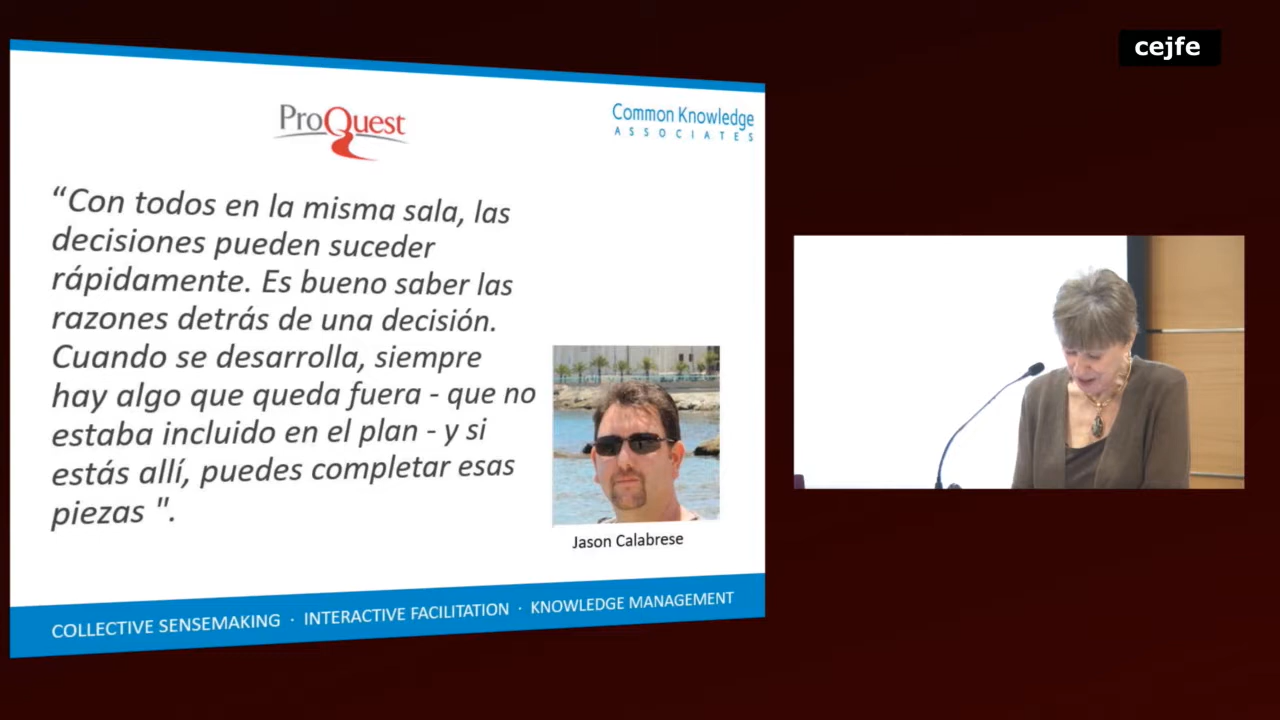 cejfe
ProQuest
Common Knowledge
ASSOCIATES
“Con todos en la misma sala, las
decisiones pueden suceder
rápidamente. Es bueno saber las
razones detrás de una decisión.
Cuando se desarrolla, siempre
hay algo que queda fuera - que no
estaba incluido en el plan - y si
estás allí, puedes completar esas
piezas ".
Jason Calabrese
COLLECTIVE SENSEMAKING · INTERACTIVE FACILITATION · KNOWLEDGE MANAGEMENT